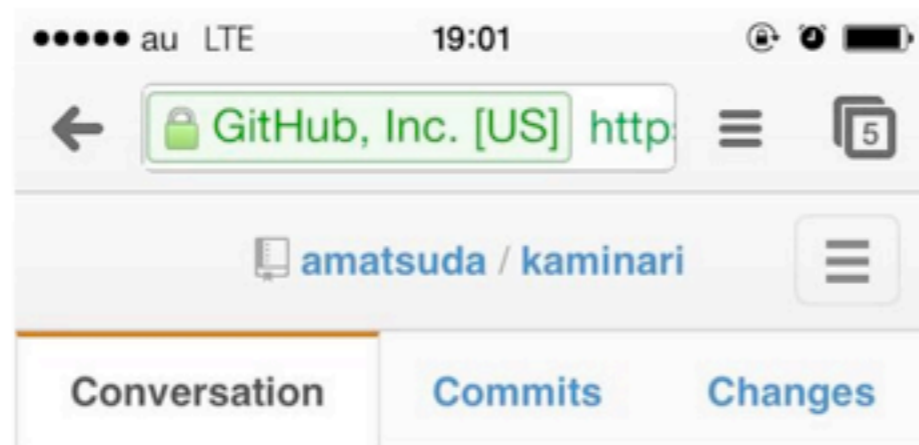 au LTE 19:01
GitHub, Inc. [US] http 5
amatsuda / kaminari
Conversation Commits Changes